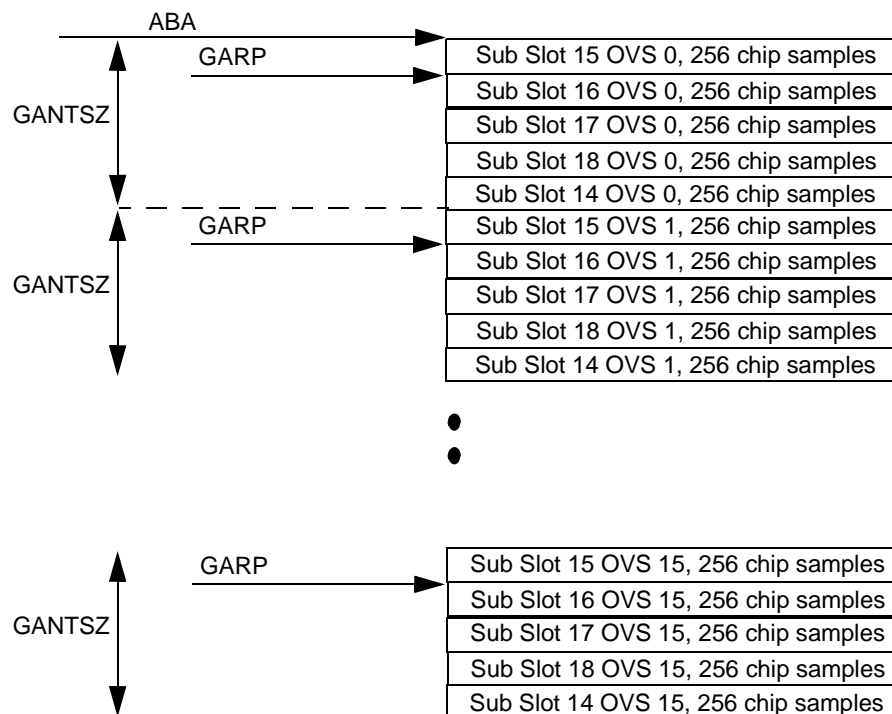 ABA
Sub Slot 15 OVS 0, 256 chip samples
GARP
Sub Slot 16 OVS 0, 256 chip samples
GANTSZ
Sub Slot 17 OVS 0, 256 chip samples
Sub Slot 18 OVS 0, 256 chip samples
Sub Slot 14 OVS 0, 256 chip samples
GARP
Sub Slot 15 OVS 1, 256 chip samples
Sub Slot 16 OVS 1, 256 chip samples
GANTSZ
Sub Slot 17 OVS 1, 256 chip samples
Sub Slot 18 OVS 1, 256 chip samples
Sub Slot 14 OVS 1, 256 chip samples
GARP
Sub Slot 15 OVS 15, 256 chip samples
Sub Slot 16 OVS 15, 256 chip samples
GANTSZ
Sub Slot 17 OVS 15, 256 chip samples
Sub Slot 18 OVS 15, 256 chip samples
Sub Slot 14 OVS 15, 256 chip samples